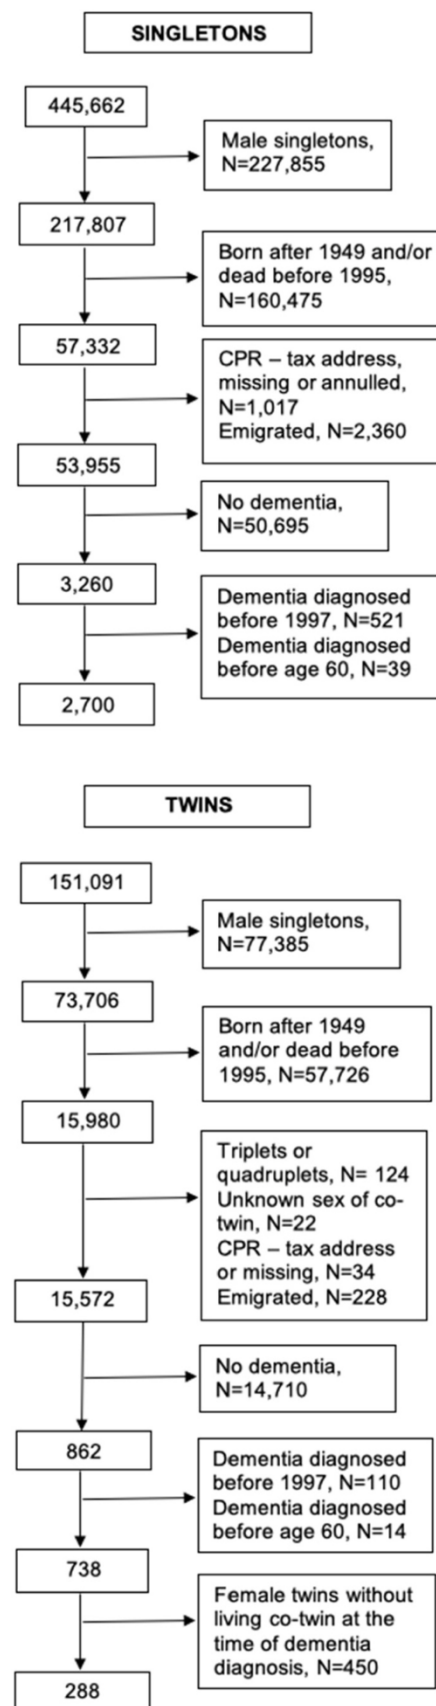 SINGLETONS
445,662
Male singletons,
N=227,855
217,807
Born after 1949 and/or
dead before 1995,
N=160,475
57,332
CPR – tax address,
missing or annulled,
N=1,017
Emigrated, N=2,360
53,955
No dementia,
N=50,695
3,260
Dementia diagnosed
before 1997, N=521
Dementia diagnosed
before age 60, N=39
2,700
TWINS
151,091
Male singletons,
N=77,385
73,706
Born after 1949
and/or dead before
1995, N=57,726
15,980
Triplets or
quadruplets, N= 124
Unknown sex of co-
twin, N=22
CPR – tax address
or missing, N=34
Emigrated, N=228
15,572
No dementia,
N=14,710
862
Dementia diagnosed
before 1997, N=110
Dementia diagnosed
before age 60, N=14
738
Female twins without
living co-twin at the
time of dementia
diagnosis, N=450
288